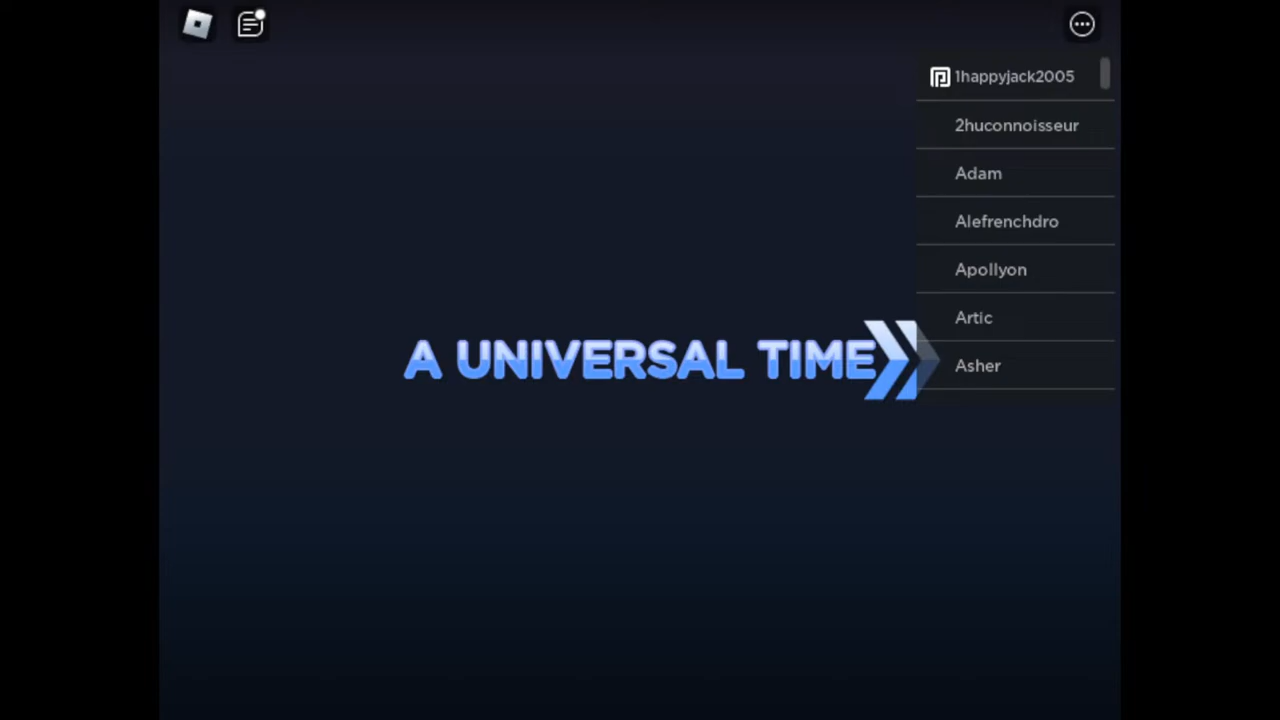 1happyjack2005
2huconnoisseur
Adam
Alefrenchdro
Apollyon
Artic
A UNIVERSAL TIME
Asher